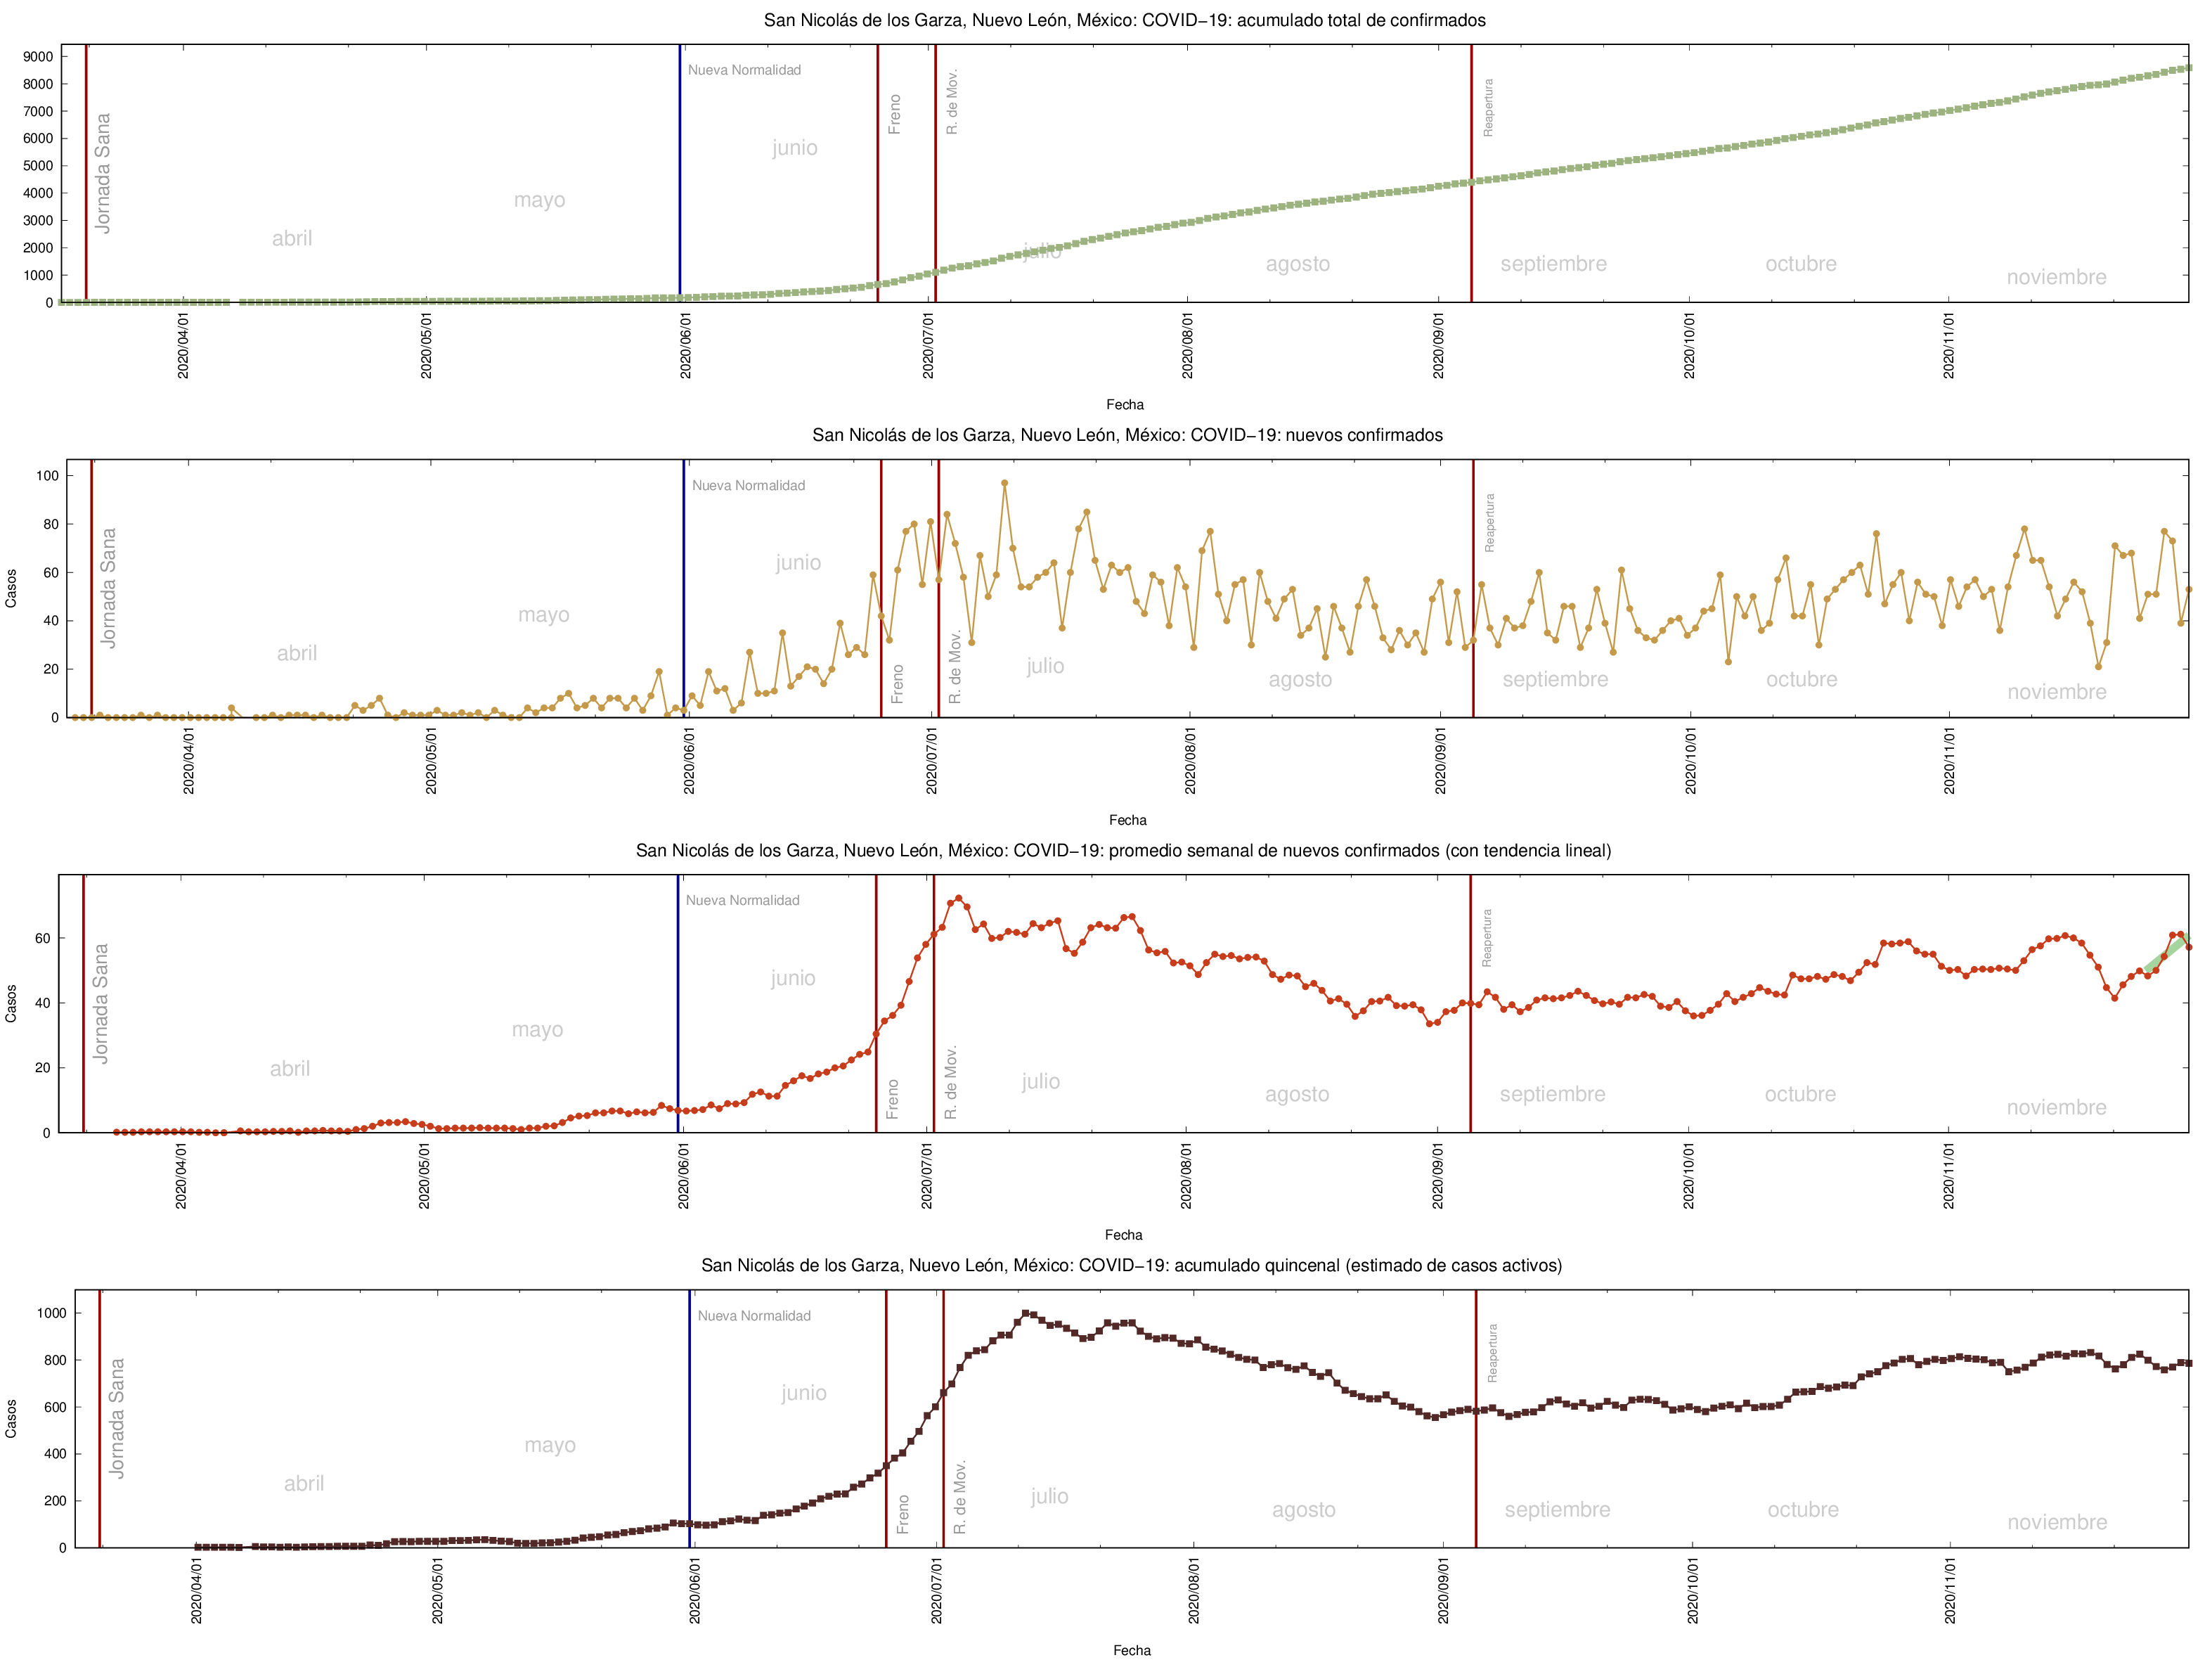 San Nicolás de los Garza, Nuevo León, México: COVID−19: acumulado total de confirmados
9000
8000
7000
6000
5000
4000
3000
2000
1000
0
Jornada Sana
abril
mayo
Nueva Normalidad
junio
Freno
R. de Mov.
julio
agosto
Reapertura
septiembre
octubre
noviembre
2020/04/01
2020/05/01
2020/06/01
2020/07/01
2020/08/01
2020/09/01
2020/10/01
2020/11/01
Fecha
San Nicolás de los Garza, Nuevo León, México: COVID−19: nuevos confirmados
Casos
100
80
60
40
20
0
Jornada Sana
abril
mayo
Nueva Normalidad
junio
Freno
R. de Mov.
julio
agosto
Reapertura
septiembre
octubre
noviembre
2020/04/01
2020/05/01
2020/06/01
2020/07/01
2020/08/01
2020/09/01
2020/10/01
2020/11/01
Fecha
San Nicolás de los Garza, Nuevo León, México: COVID−19: promedio semanal de nuevos confirmados (con tendencia lineal)
Casos
60
40
20
0
Jornada Sana
abril
mayo
Nueva Normalidad
junio
Freno
R. de Mov.
julio
agosto
Reapertura
septiembre
octubre
noviembre
2020/04/01
2020/05/01
2020/06/01
2020/07/01
2020/08/01
2020/09/01
2020/10/01
2020/11/01
Fecha
San Nicolás de los Garza, Nuevo León, México: COVID−19: acumulado quincenal (estimado de casos activos)
Casos
1000
800
600
400
200
0
Jornada Sana
abril
mayo
Nueva Normalidad
junio
Freno
R. de Mov.
julio
agosto
Reapertura
septiembre
octubre
noviembre
2020/04/01
2020/05/01
2020/06/01
2020/07/01
2020/08/01
2020/09/01
2020/10/01
2020/11/01
Fecha